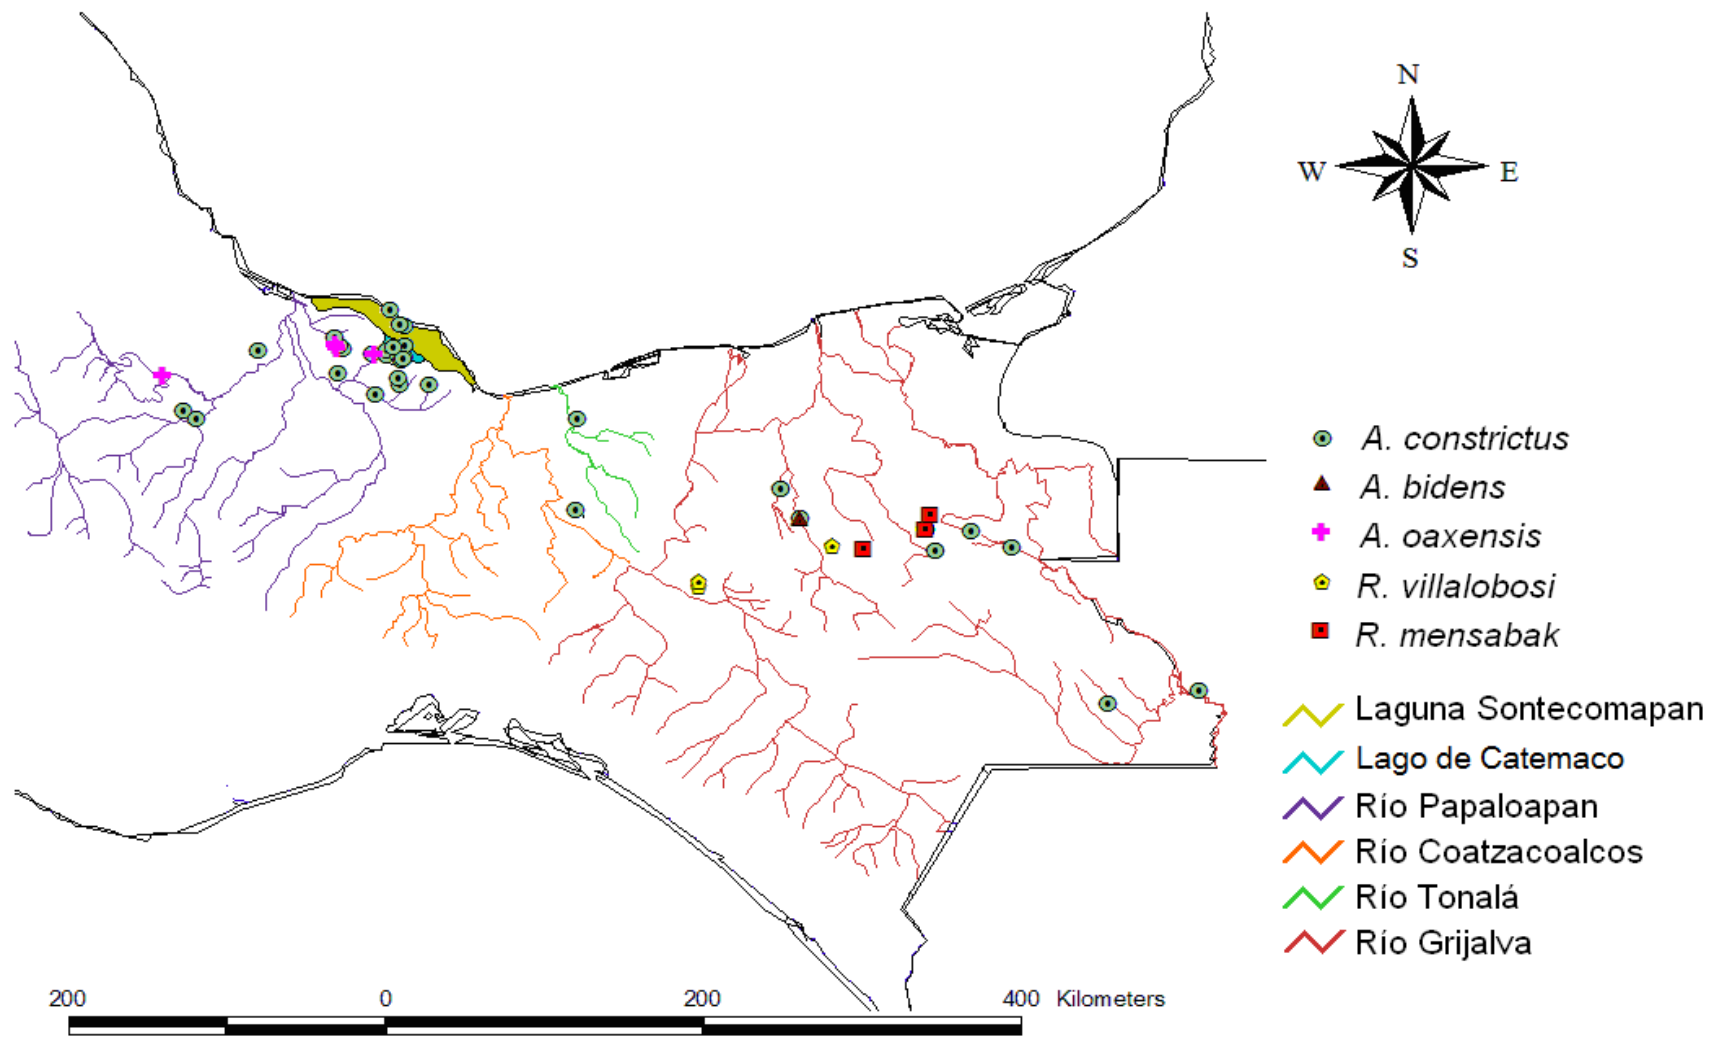 N
W E
S
A. constrictus
A. bidens
A. oaxensis
R. villalobosi
R. mensabak
Laguna Sontecomapan
Lago de Catemaco
Río Papaloapan
Río Coatzacoalcos
Río Tonalá
Río Grijalva
200 0 200 400 Kilometers